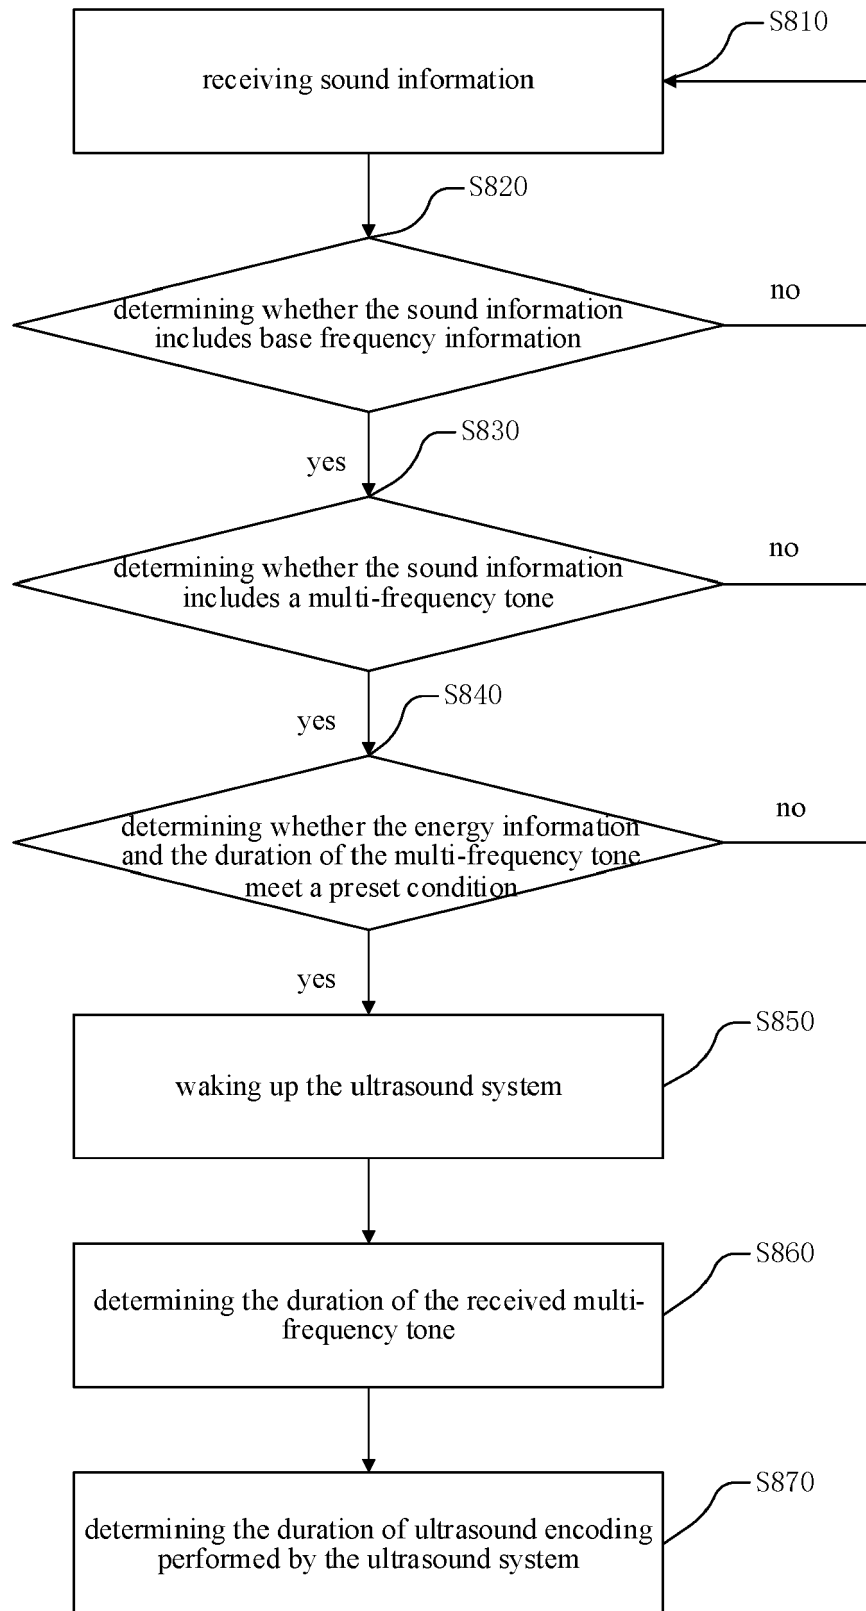 S810
receiving sound information
S820
determining whether the sound information
includes base frequency information
no
S830
yes
determining whether the sound information
includes a multi-frequency tone
no
S840
yes
determining whether the energy information
and the duration of the multi-frequency tone
meet a preset condition
no
yes
S850
waking up the ultrasound system
S860
determining the duration of the received multi-
frequency tone
S870
determining the duration of ultrasound encoding
performed by the ultrasound system